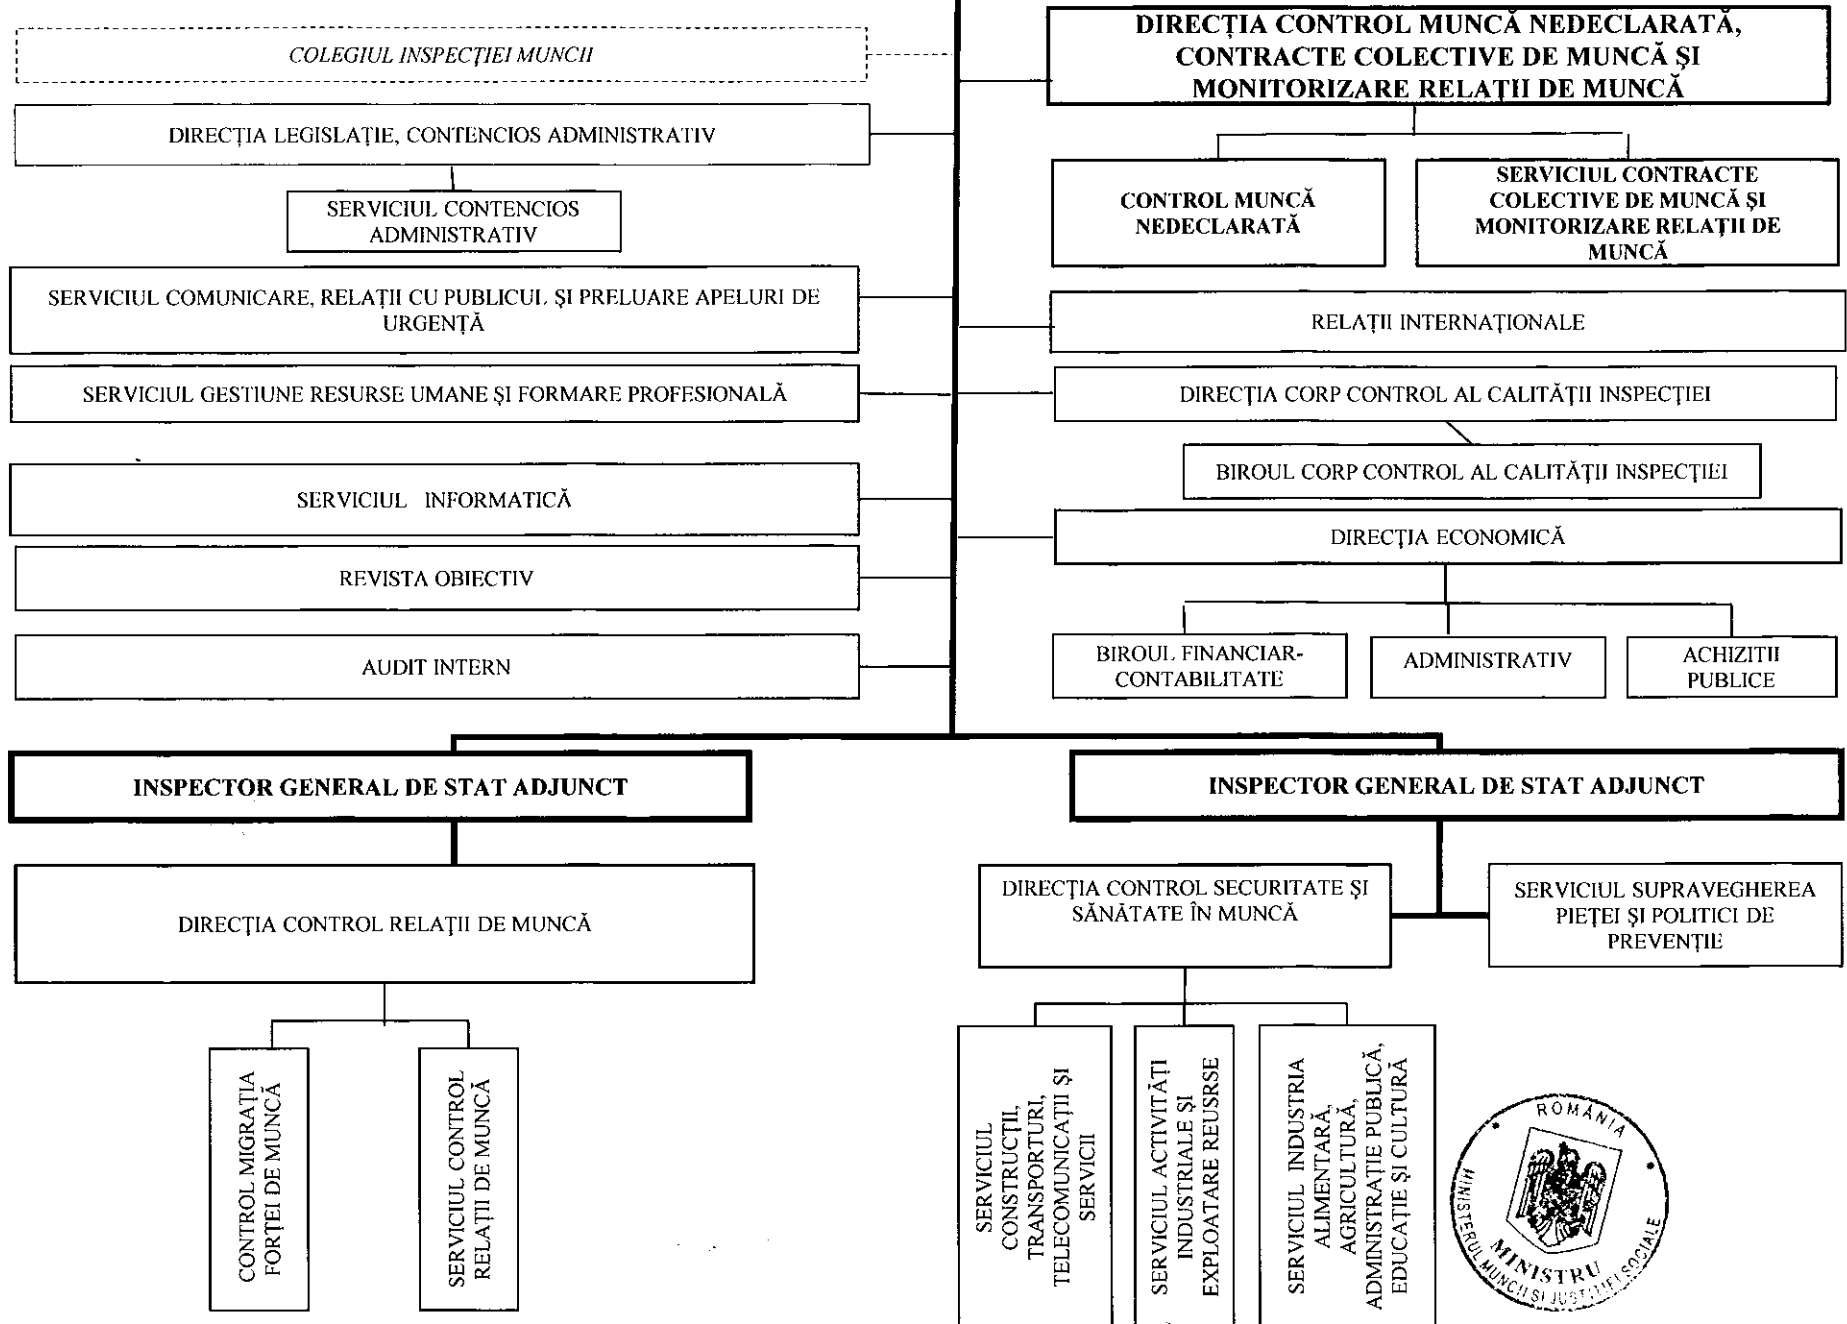 COLEGIUL INSPECȚIEI MUNCII
DIRECȚIA LEGISLAȚIE, CONTENCIOS ADMINISTRATIV
SERVICIUL CONTENCIOS
ADMINISTRATIV
SERVICIUL COMUNICARE, RELAȚII CU PUBLICUL ȘI PRELUARE APELURI DE
URGENȚĂ
SERVICIUL GESTIUNE RESURSE UMANE ȘI FORMARE PROFESIONALĂ
SERVICIUL INFORMATICĂ
REVISTA OBIECTIV
AUDIT INTERN
DIRECȚIA CONTROL MUNCĂ NEDECLARATĂ,
CONTRACTE COLECTIVE DE MUNCĂ ȘI
MONITORIZARE RELAȚII DE MUNCĂ
CONTROL MUNCĂ
NEDECLARATĂ
SERVICIUL CONTRACTE
COLECTIVE DE MUNCĂ ȘI
MONITORIZARE RELAȚII DE
MUNCĂ
RELAȚII INTERNAȚIONALE
DIRECȚIA CORP CONTROL AL CALITĂȚII INSPECȚIEI
BIROUL CORP CONTROL AL CALITĂȚII INSPECȚIEI
DIRECȚIA ECONOMICĂ
BIROUL FINANCIAR-
CONTABILITATE
ADMINISTRATIV
ACHIZITII
PUBLICE
INSPECTOR GENERAL DE STAT ADJUNCT
INSPECTOR GENERAL DE STAT ADJUNCT
DIRECȚIA CONTROL RELAȚII DE MUNCĂ
CONTROL MIGRAȚIA
FORȚEI DE MUNCĂ
SERVICIUL CONTROL
RELAȚII DE MUNCĂ
DIRECȚIA CONTROL SECURITATE ȘI
SĂNĂTATE ÎN MUNCĂ
SERVICIUL SUPRAVEGHEREA
PIEȚEI ȘI POLITICI DE
PREVENȚIE
SERVICIUL
CONSTRUCȚII,
TRANSPORTURI,
TELECOMUNICAȚII ȘI
SERVICII
SERVICIUL ACTIVITĂȚI
INDUSTRIALE ȘI
EXPLOATARE REUSRSE
SERVICIUL INDUSTRIA
ALIMENTARĂ,
AGRICULTURĂ,
ADMINISTRAȚIE PUBLICĂ,
EDUCAȚIE ȘI CULTURĂ
ROMÂNIA
MINISTRU
MINISTERUL MUNCII ȘI JUSTIȚIEI SOCIALE